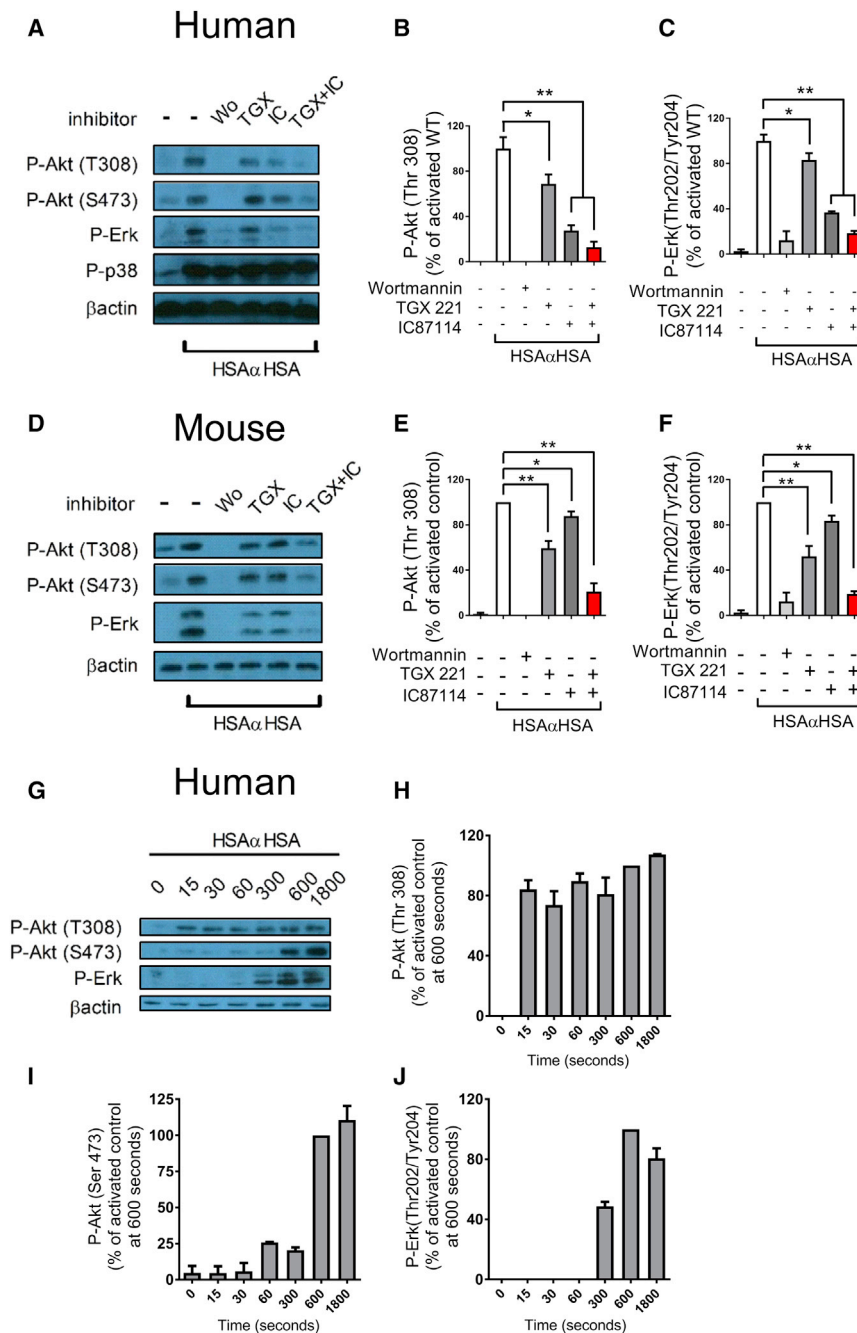 A Human
inhibitor - - Wo TGX IC TGX+IC
P-Akt (T308)
P-Akt (S473)
P-Erk
P-p38
βactin
HSAα HSA
B
P-Akt (Thr 308)
(% of activated WT)
120
80
40
0
* **
Wortmannin - - + - - -
TGX 221 - - - + - +
IC87114 - - - - + +
HSAαHSA
C
P-Erk(Thr202/Tyr204)
(% of activated WT)
120
80
40
0
* **
Wortmannin - - + - - -
TGX 221 - - - + - +
IC87114 - - - - + +
HSAαHSA
D Mouse
inhibitor - - Wo TGX IC TGX+IC
P-Akt (T308)
P-Akt (S473)
P-Erk
βactin
HSAα HSA
E
P-Akt (Thr 308)
(% of activated control)
120
80
40
0
**
*
**
Wortmannin - - + - - -
TGX 221 - - - + - +
IC87114 - - - - + +
HSAαHSA
F
P-Erk(Thr202/Tyr204)
(% of activated control)
120
80
40
0
**
*
**
Wortmannin - - + - - -
TGX 221 - - - + - +
IC87114 - - - - + +
HSAαHSA
G Human
HSAα HSA
0 15 30 60 300 600 1800
P-Akt (T308)
P-Akt (S473)
P-Erk
βactin
H
P-Akt (Thr 308)
(% of activated control
at 600 seconds)
120
80
40
0
0 15 30 60 300 600 1800
Time (seconds)
I
P-Akt (Ser 473)
(% of activated control
at 600 seconds)
125
100
75
50
25
0
0 15 30 60 300 600 1800
Time (seconds)
J
P-Erk(Thr202/Tyr204)
(% of activated control
at 600 seconds)
120
80
40
0
0 15 30 60 300 600 1800
Time (seconds)